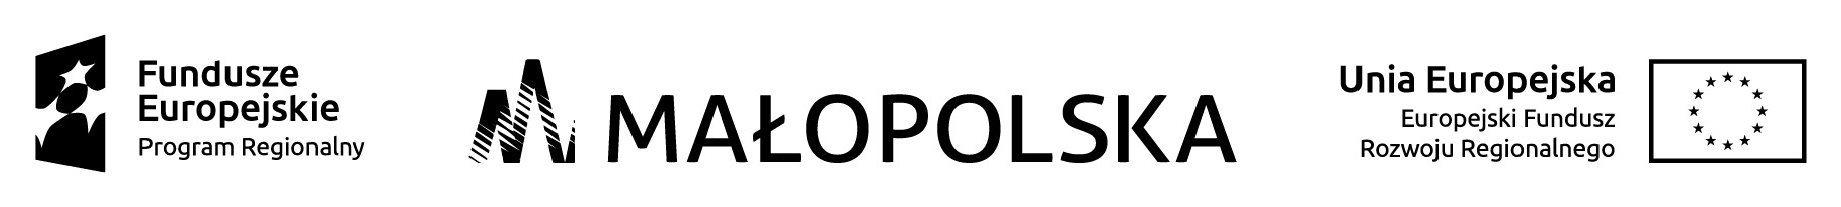 Fundusze
Europejskie
Program Regionalny
MAŁOPOLSKA
Unia Europejska
Europejski Fundusz
Rozwoju Regionalnego